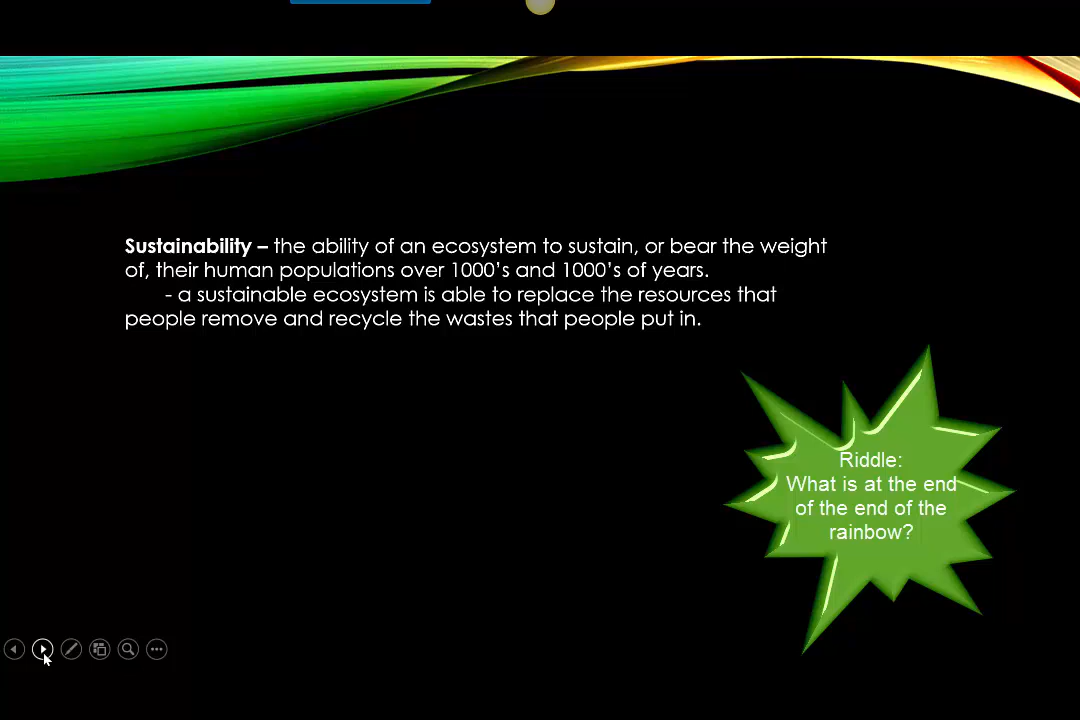 Sustainability – the ability of an ecosystem to sustain, or bear the weight
of, their human populations over 1000's and 1000's of years.
- a sustainable ecosystem is able to replace the resources that
people remove and recycle the wastes that people put in.
Riddle:
What is at the end
of the end of the
rainbow?